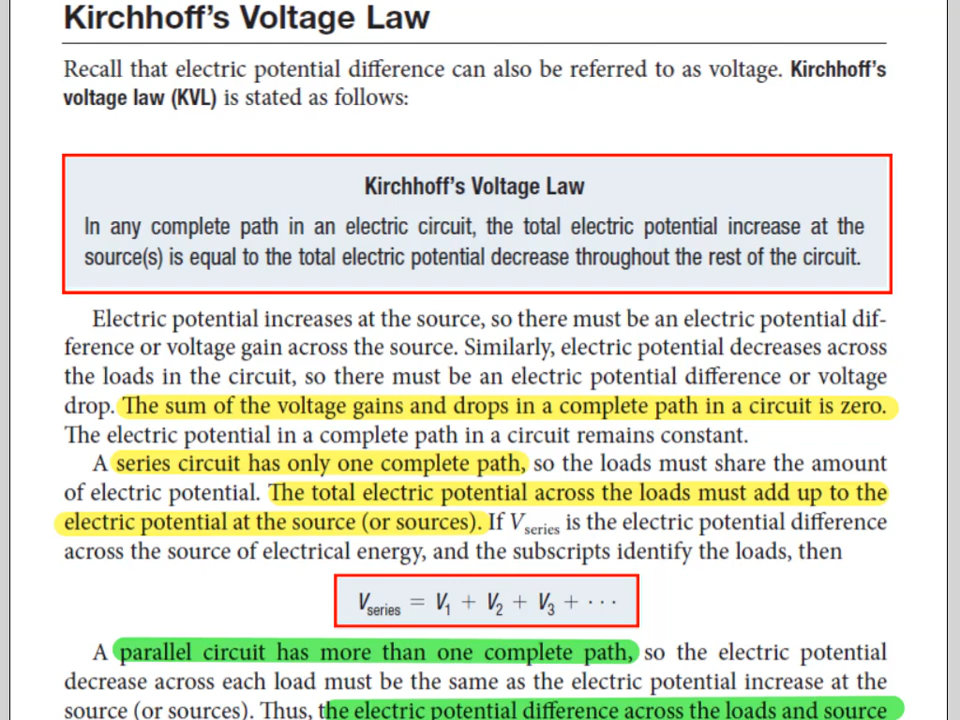 Kirchhoff's Voltage Law
Recall that electric potential difference can also be referred to as voltage. Kirchhoff's
voltage law (KVL) is stated as follows:
Kirchhoff's Voltage Law
In any complete path in an electric circuit, the total electric potential increase at the
source(s) is equal to the total electric potential decrease throughout the rest of the circuit.
Electric potential increases at the source, so there must be an electric potential dif-
ference or voltage gain across the source. Similarly, electric potential decreases across
the loads in the circuit, so there must be an electric potential difference or voltage
drop. The sum of the voltage gains and drops in a complete path in a circuit is zero.
The electric potential in a complete path in a circuit remains constant.
A series circuit has only one complete path, so the loads must share the amount
of electric potential. The total electric potential across the loads must add up to the
electric potential at the source (or sources). If Vseries is the electric potential difference
across the source of electrical energy, and the subscripts identify the loads, then
Vseries = V1 + V2 + V3 + · · ·
A parallel circuit has more than one complete path, so the electric potential
decrease across each load must be the same as the electric potential increase at the
source (or sources). Thus, the electric potential difference across the loads and source